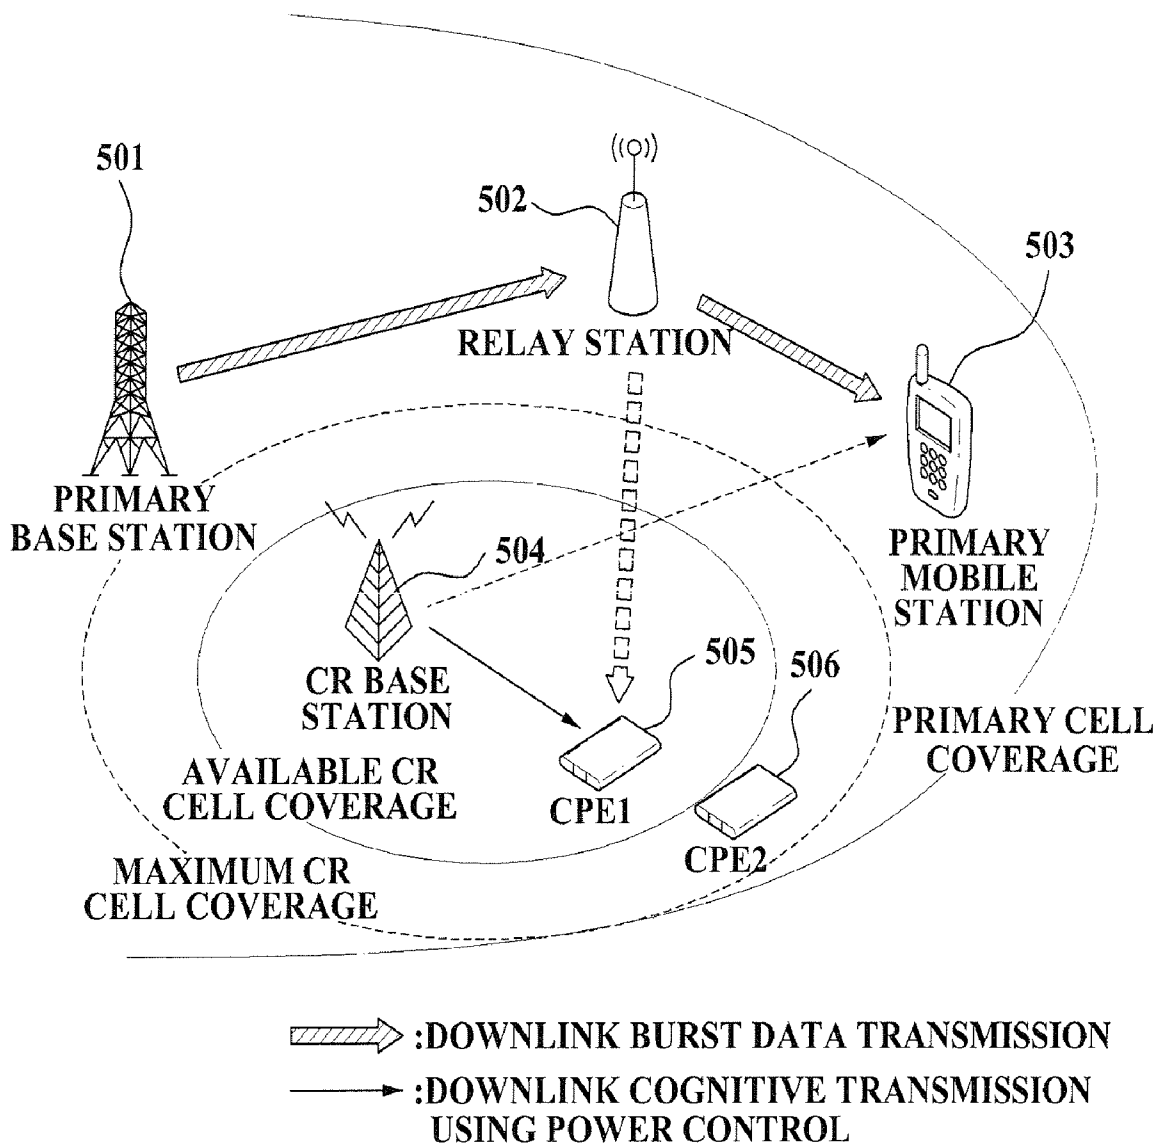 501
502
503
RELAY STATION
PRIMARY
BASE STATION
504
PRIMARY
MOBILE
STATION
505
506
CR BASE
STATION
PRIMARY CELL
COVERAGE
AVAILABLE CR
CELL COVERAGE
CPE1
CPE2
MAXIMUM CR
CELL COVERAGE
:DOWNLINK BURST DATA TRANSMISSION
:DOWNLINK COGNITIVE TRANSMISSION
USING POWER CONTROL